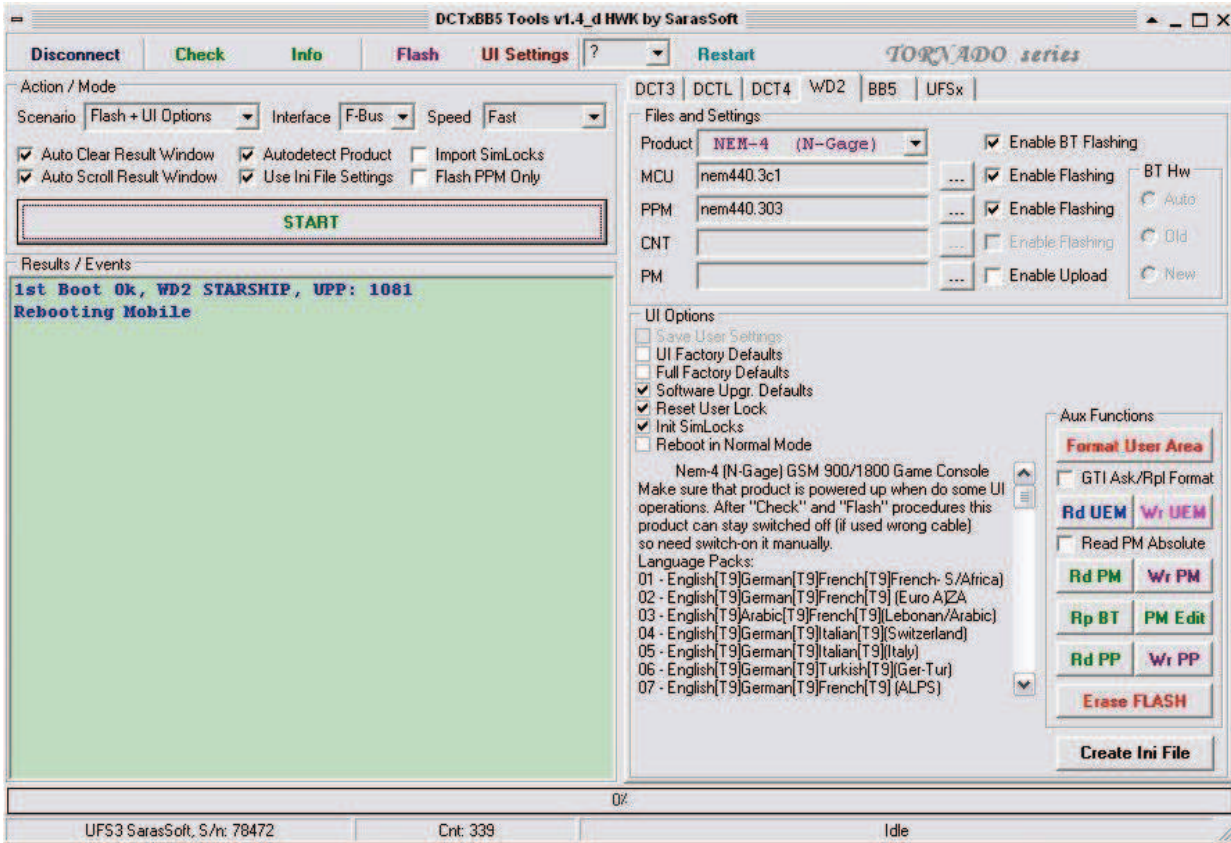 DCTxBB5 Tools v1.4_d HWK by SarasSoft
Disconnect Check Info Flash UI Settings ? Restart TORNADO series
Action / Mode
Scenario Flash + UI Options Interface F-Bus Speed Fast
Auto Clear Result Window Autodetect Product Import SimLocks
Auto Scroll Result Window Use Ini File Settings Flash PPM Only
START
Results / Events
1st Boot Ok, WD2 STARSHIP, UPP: 1081
Rebooting Mobile
DCT3 DCTL DCT4 WD2 BB5 UFSx
Files and Settings
Product NEM-4 (N-Gage) Enable BT Flashing
MCU nem440.3c1 ... Enable Flashing
PPM nem440.303 ... Enable Flashing
CNT ... Enable Flashing
PM ... Enable Upload
BT Hw
Auto
Old
New
UI Options
Save User Settings
UI Factory Defaults
Full Factory Defaults
Software Upgr. Defaults
Reset User Lock
Init SimLocks
Reboot in Normal Mode
Nem-4 (N-Gage) GSM 900/1800 Game Console
Make sure that product is powered up when do some UI
operations. After "Check" and "Flash" procedures this
product can stay switched off (if used wrong cable)
so need switch-on it manually.
Language Packs:
01 - English[T9]German[T9]French[T9]French- S/Africa)
02 - English[T9]German[T9]French[T9] (Euro A)ZA
03 - English[T9]Arabic[T9]French[T9](Lebonan/Arabic)
04 - English[T9]German[T9]Italian[T9](Switzerland)
05 - English[T9]German[T9]Italian[T9](Italy)
06 - English[T9]German[T9]Turkish[T9](Ger-Tur)
07 - English[T9]German[T9]French[T9] (ALPS)
Aux Functions
Format User Area
GTI Ask/Rpl Format
Rd UEM Wr UEM
Read PM Absolute
Rd PM Wr PM
Rp BT PM Edit
Rd PP Wr PP
Erase FLASH
Create Ini File
0%
UFS3 SarasSoft, S/n: 78472 Cnt: 339 Idle